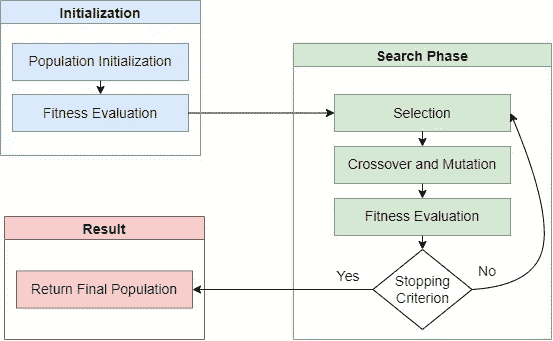 Initialization
Population Initialization
Fitness Evaluation
Search Phase
Selection
Crossover and Mutation
Fitness Evaluation
Stopping
Criterion
Yes
No
Result
Return Final Population